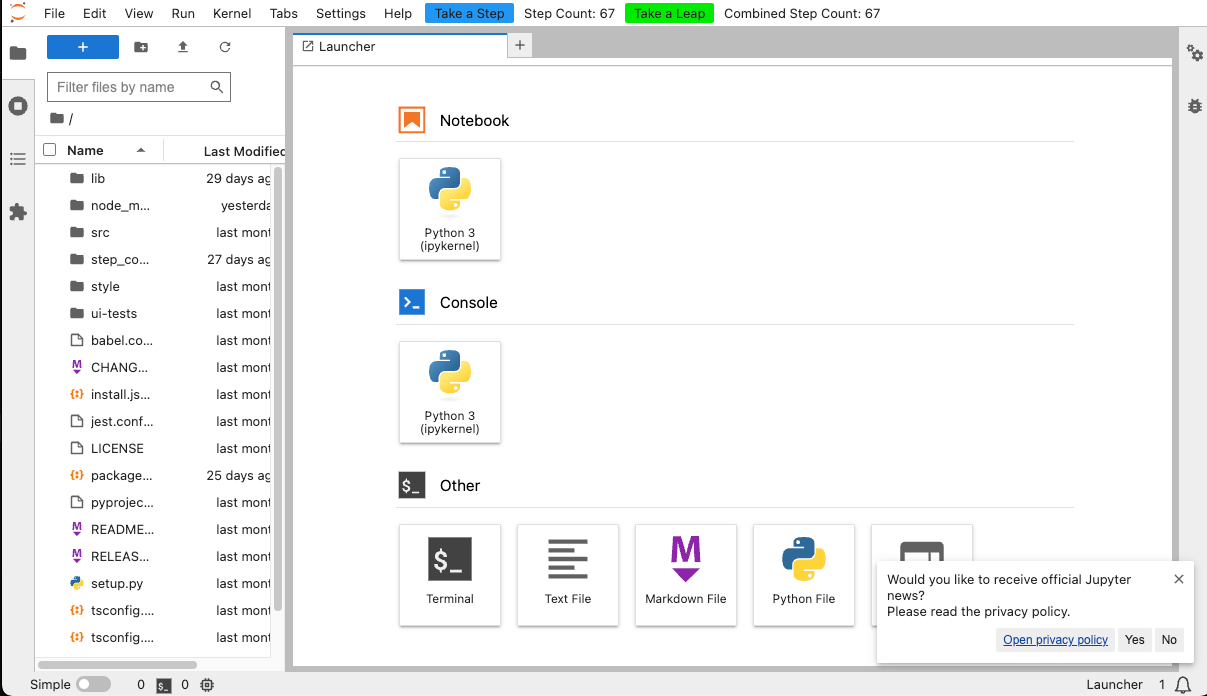 File Edit View Run Kernel Tabs Settings Help Take a Step Step Count: 67 Take a Leap Combined Step Count: 67
+
Filter files by name
/
Name Last Modified
lib 29 days ag
node_m... yesterda
src last mont
step_co... 27 days ag
style last mont
ui-tests last mont
babel.co... last mont
CHANG... last mont
install.js... last mont
jest.conf... last mont
LICENSE last mont
package... 25 days ag
pyprojec... last mont
README... last mont
RELEAS... last mont
setup.py last mont
tsconfig.... last mont
tsconfig.... last mont
Launcher +
Notebook
Python 3
(ipykernel)
Console
Python 3
(ipykernel)
$_ Other
$_
Terminal
Text File
Markdown File
Python File
Would you like to receive official Jupyter
news?
Please read the privacy policy.
Open privacy policy Yes No
Simple 0 $_ 0 Launcher 1